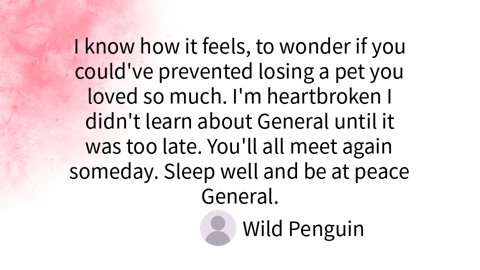 I know how it feels, to wonder if you
could've prevented losing a pet you
loved so much. I'm heartbroken I
didn't learn about General until it
was too late. You'll all meet again
someday. Sleep well and be at peace
General.
Wild Penguin